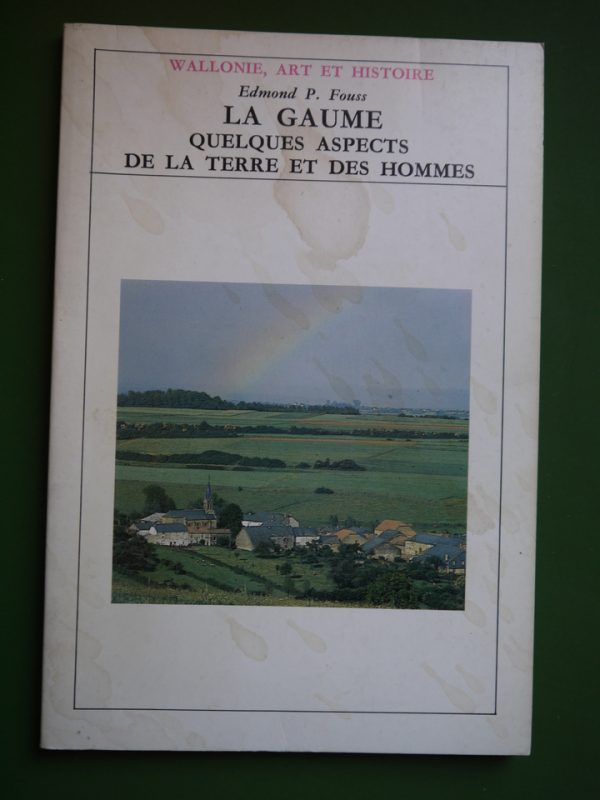 WALLONIE, ART ET HISTOIRE
Edmond P. Fouss
LA GAUME
QUELQUES ASPECTS
DE LA TERRE ET DES HOMMES